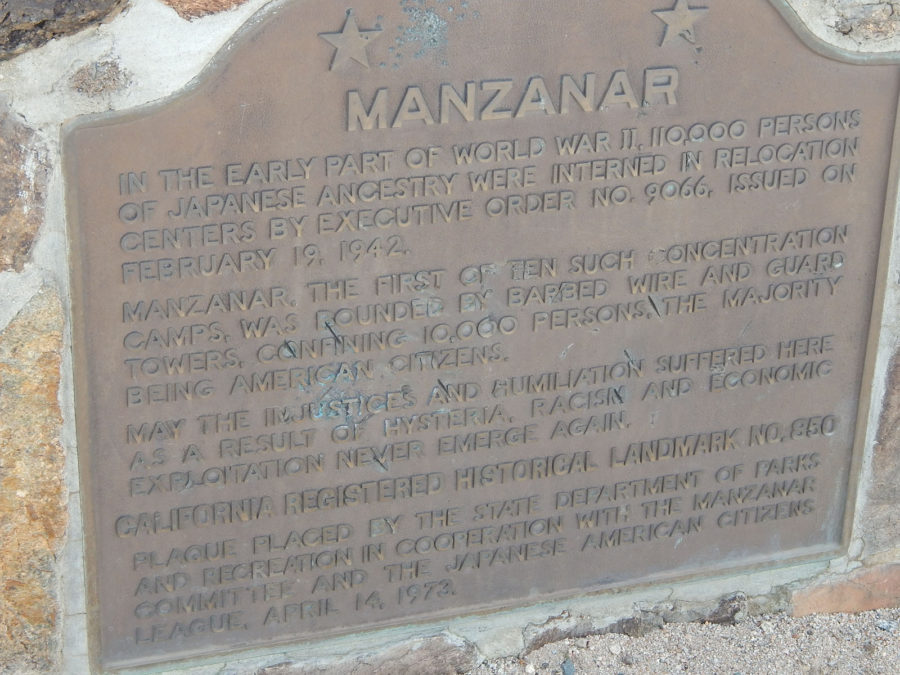 MANZANAR
IN THE EARLY PART OF WORLD WAR II, 110,000 PERSONS
OF JAPANESE ANCESTRY WERE INTERNED IN RELOCATION
CENTERS BY EXECUTIVE ORDER NO. 9066, ISSUED ON
FEBRUARY 19, 1942.
MANZANAR, THE FIRST OF TEN SUCH CONCENTRATION
CAMPS, WAS BOUNDED BY BARBED WIRE AND GUARD
TOWERS, CONFINING 10,000 PERSONS, THE MAJORITY
BEING AMERICAN CITIZENS.
MAY THE INJUSTICES AND HUMILIATION SUFFERED HERE
AS A RESULT OF HYSTERIA, RACISM AND ECONOMIC
EXPLOITATION NEVER EMERGE AGAIN.
CALIFORNIA REGISTERED HISTORICAL LANDMARK NO. 850
PLAQUE PLACED BY THE STATE DEPARTMENT OF PARKS
AND RECREATION IN COOPERATION WITH THE MANZANAR
COMMITTEE AND THE JAPANESE AMERICAN CITIZENS
LEAGUE, APRIL 14, 1973.